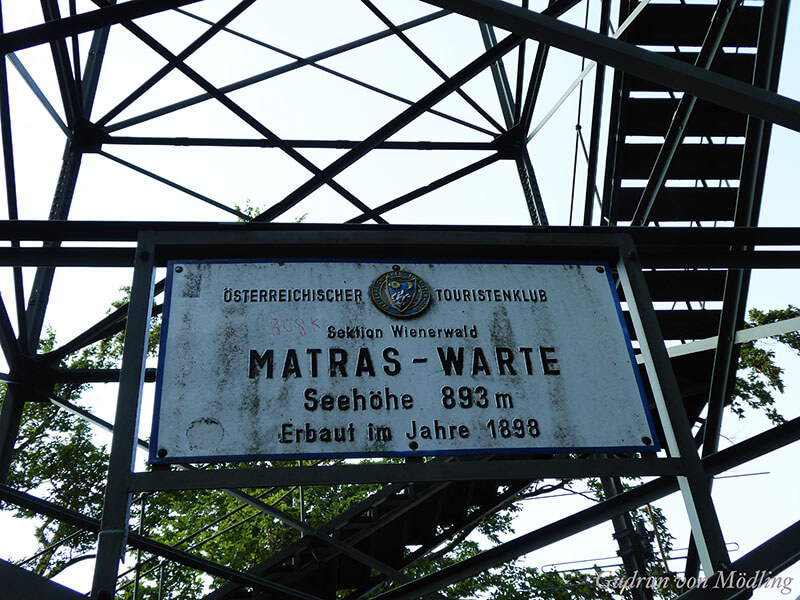 ÖSTERREICHISCHER TOURISTENKLUB
Sektion Wienerwald
MATRAS-WARTE
Seehöhe 893 m
Erbaut im Jahre 1898
Gudrun von Mödling